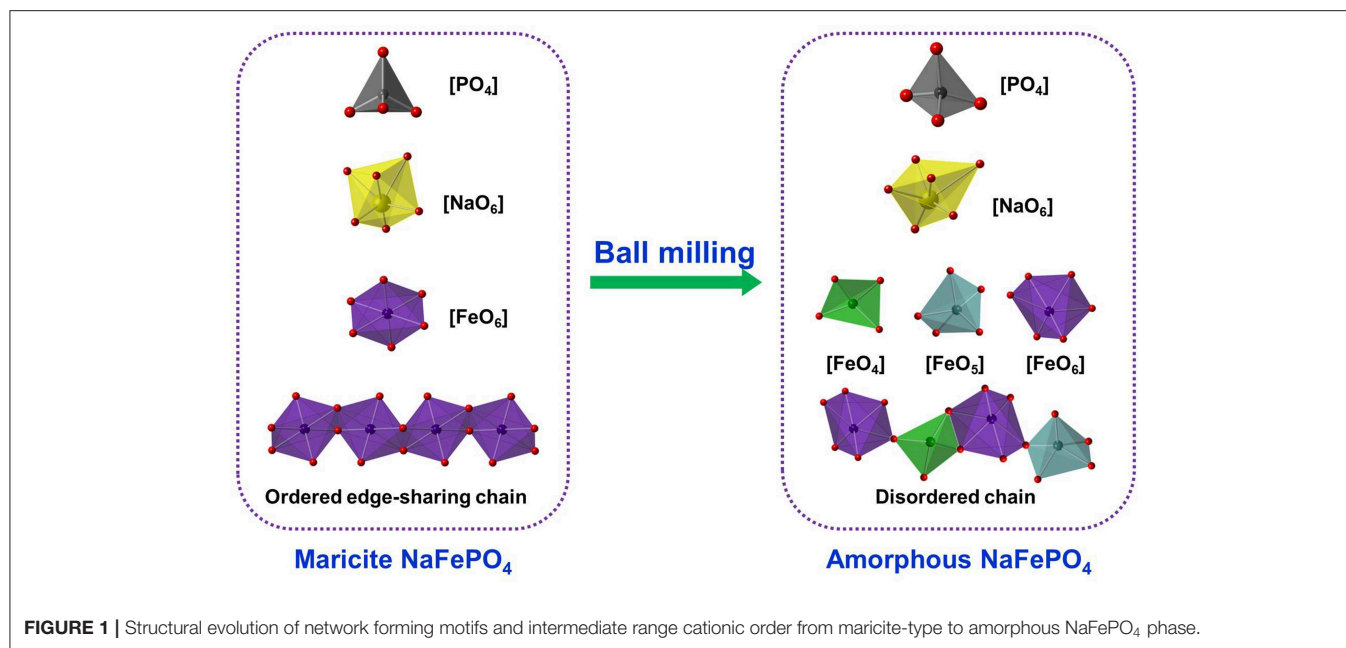 [PO₄]
[NaO₆]
[FeO₆]
Ordered edge-sharing chain
Maricite NaFePO₄
Ball milling
[PO₄]
[NaO₆]
[FeO₄] [FeO₅] [FeO₆]
Disordered chain
Amorphous NaFePO₄
FIGURE 1 | Structural evolution of network forming motifs and intermediate range cationic order from maricite-type to amorphous NaFePO₄ phase.